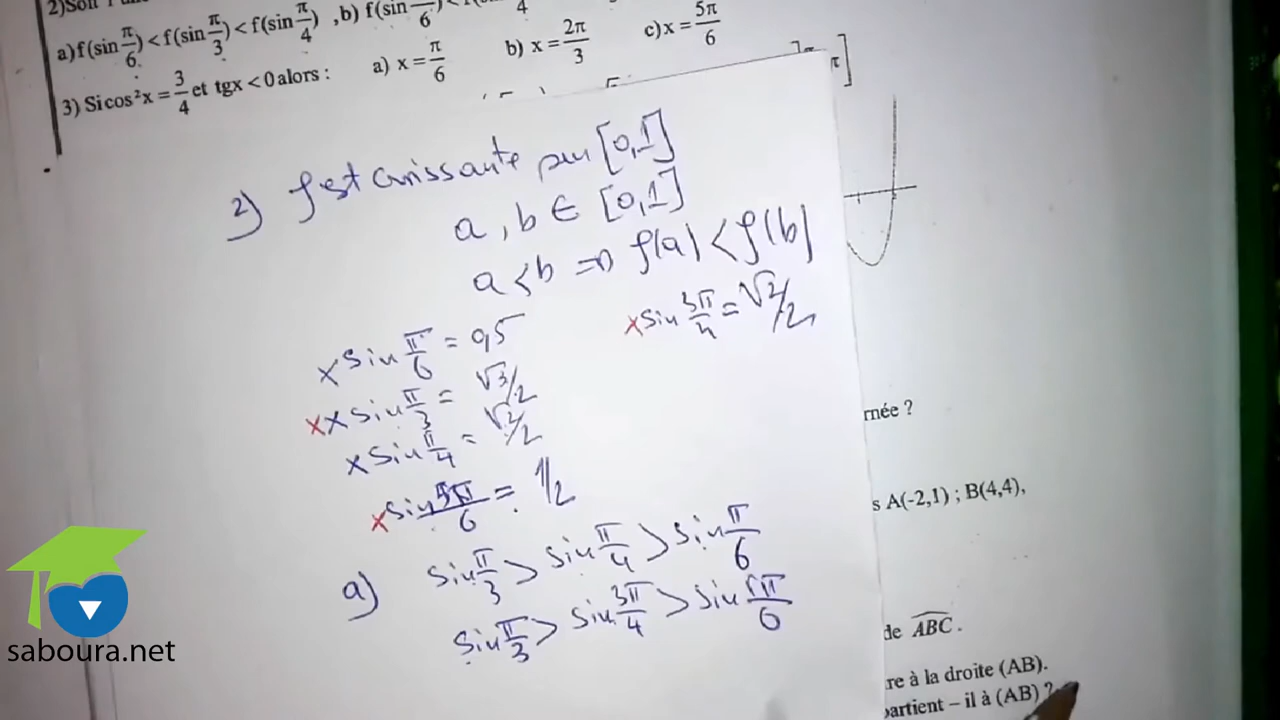 2) Soit
a) f(sin π/6) < f(sin π/3) < f(sin π/4) , b) f(sin
3) Si cos²x = 3/4 et tgx < 0 alors : a) x = π/6 b) x = 2π/3 c) x = 5π/6
2) f est croissante sur [0,1]
a, b ∈ [0,1]
a < b ⇒ f(a) < f(b)
x sin π/6 = 0,5
x sin 3π/4 = √2/2
x x sin π/3 = √3/2
x sin π/4 = √2/2
x sin 5π/6 = 1/2
a) sin π/3 > sin π/4 > sin π/6
sin π/3 > sin 3π/4 > sin 5π/6
rnée ?
s A(-2,1) ; B(4,4),
de ABC.
re à la droite (AB).
partient – il à (AB) ?
saboura.net